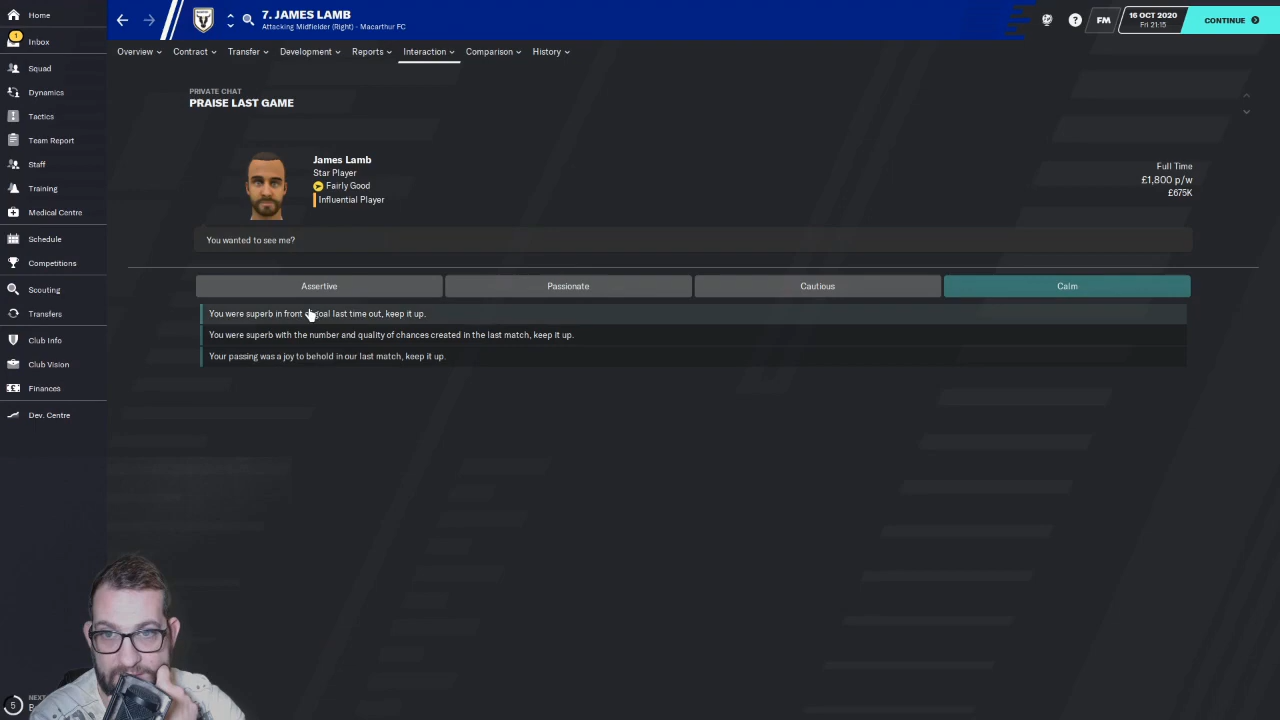 Home
7. JAMES LAMB
Attacking Midfielder (Right) - Macarthur FC
FM
16 OCT 2020
Fri 21:15
CONTINUE
1
Inbox
Overview
Contract
Transfer
Development
Reports
Interaction
Comparison
History
Squad
Dynamics
Tactics
Team Report
Staff
Training
Medical Centre
Schedule
Competitions
Scouting
Transfers
Club Info
Club Vision
Finances
Dev. Centre
PRIVATE CHAT
PRAISE LAST GAME
James Lamb
Star Player
Fairly Good
Influential Player
Full Time
£1,800 p/w
£675K
You wanted to see me?
Assertive
Passionate
Cautious
Calm
You were superb in front of goal last time out, keep it up.
You were superb with the number and quality of chances created in the last match, keep it up.
Your passing was a joy to behold in our last match, keep it up.
5